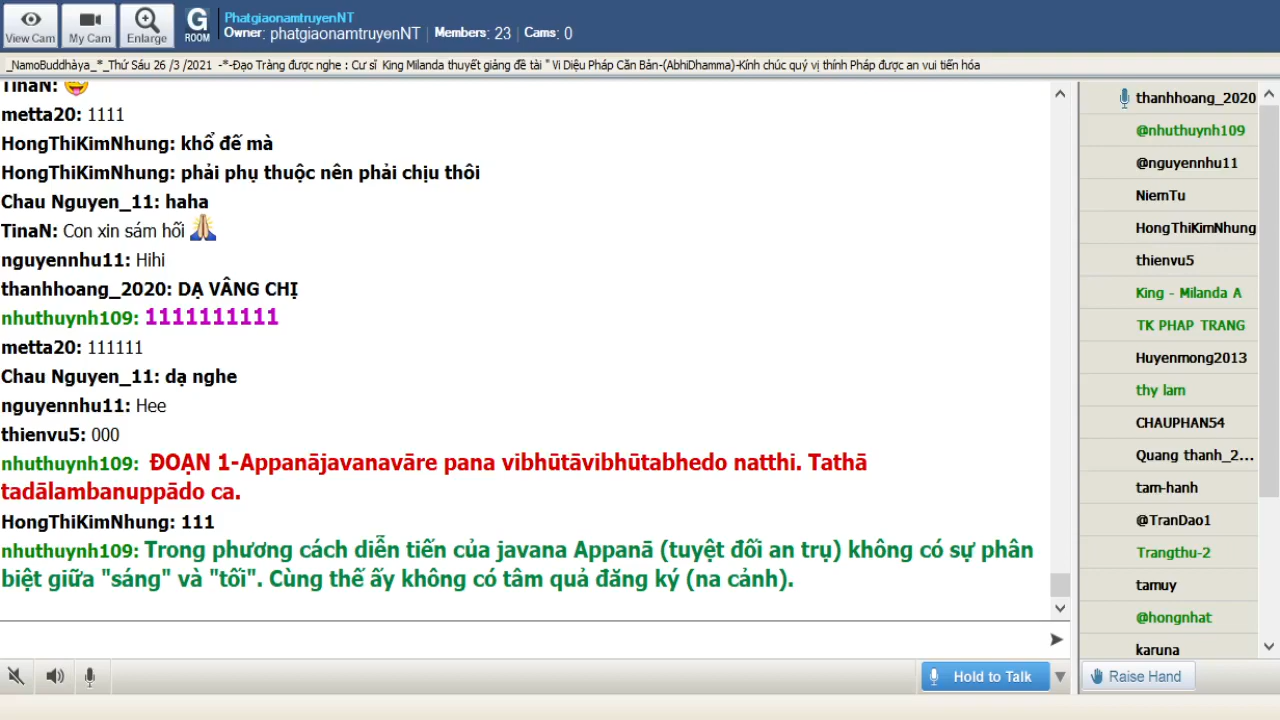 View Cam
My Cam
Enlarge
G
ROOM
PhatgiaonamtruyenNT
Owner: phatgiaonamtruyenNT | Members: 23 | Cams: 0
_NamoBuddhàya_*_Thứ Sáu 26 /3 /2021 -*-Đạo Tràng được nghe : Cư sĩ King Milanda thuyết giảng đề tài " Vi Diệu Pháp Căn Bản-(AbhiDhamma)-Kính chúc quý vị thính Pháp được an vui tiến hóa
TinaN: 
metta20: 1111
HongThiKimNhung: khổ đế mà
HongThiKimNhung: phải phụ thuộc nên phải chịu thôi
Chau Nguyen_11: haha
TinaN: Con xin sám hối
nguyennhu11: Hihi
thanhhoang_2020: DẠ VÂNG CHỊ
nhuthuynh109: 1111111111
metta20: 111111
Chau Nguyen_11: dạ nghe
nguyennhu11: Hee
thienvu5: 000
nhuthuynh109: ĐOẠN 1-Appanājavanavāre pana vibhūtāvibhūtabhedo natthi. Tathā
tadālambanuppādo ca.
HongThiKimNhung: 111
nhuthuynh109: Trong phương cách diễn tiến của javana Appanā (tuyệt đối an trụ) không có sự phân
biệt giữa "sáng" và "tối". Cùng thế ấy không có tâm quả đăng ký (na cảnh).
Hold to Talk
thanhhoang_2020
@nhuthuynh109
@nguyennhu11
NiemTu
HongThiKimNhung
thienvu5
King - Milanda A
TK PHAP TRANG
Huyenmong2013
thy lam
CHAUPHAN54
Quang thanh_2...
tam-hanh
@TranDao1
Trangthu-2
tamuy
@hongnhat
karuna
Raise Hand